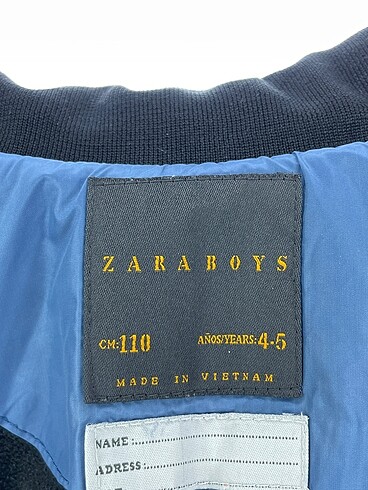 ZARABOYS
CM:110 AÑOS/YEARS:4-5
MADE IN VIETNAM
NAME:
ADRESS: